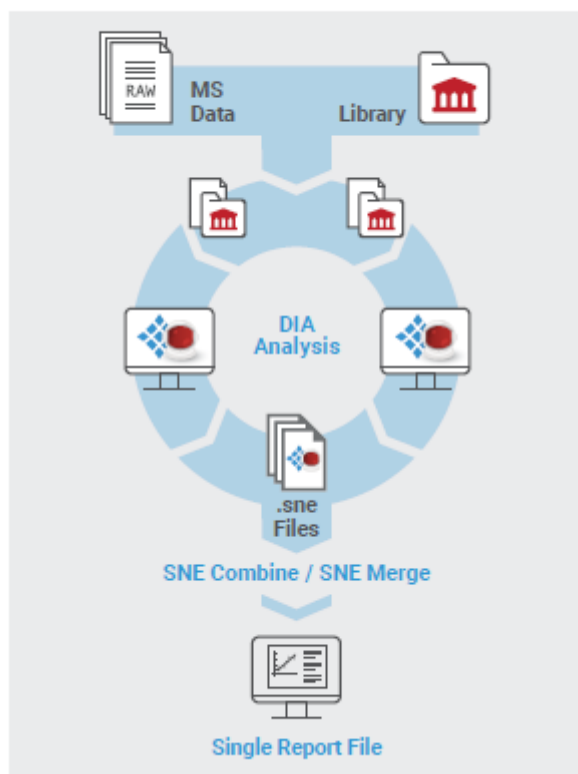 RAW
MS
Data
Library
DIA
Analysis
.sne
Files
SNE Combine / SNE Merge
Single Report File